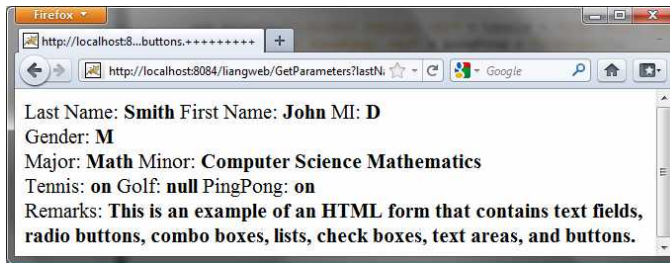 Firefox
http://localhost:8...buttons.+++++++++
+
http://localhost:8084/liangweb/GetParameters?lastNa
Google
Last Name: Smith First Name: John MI: D
Gender: M
Major: Math Minor: Computer Science Mathematics
Tennis: on Golf: null PingPong: on
Remarks: This is an example of an HTML form that contains text fields,
radio buttons, combo boxes, lists, check boxes, text areas, and buttons.